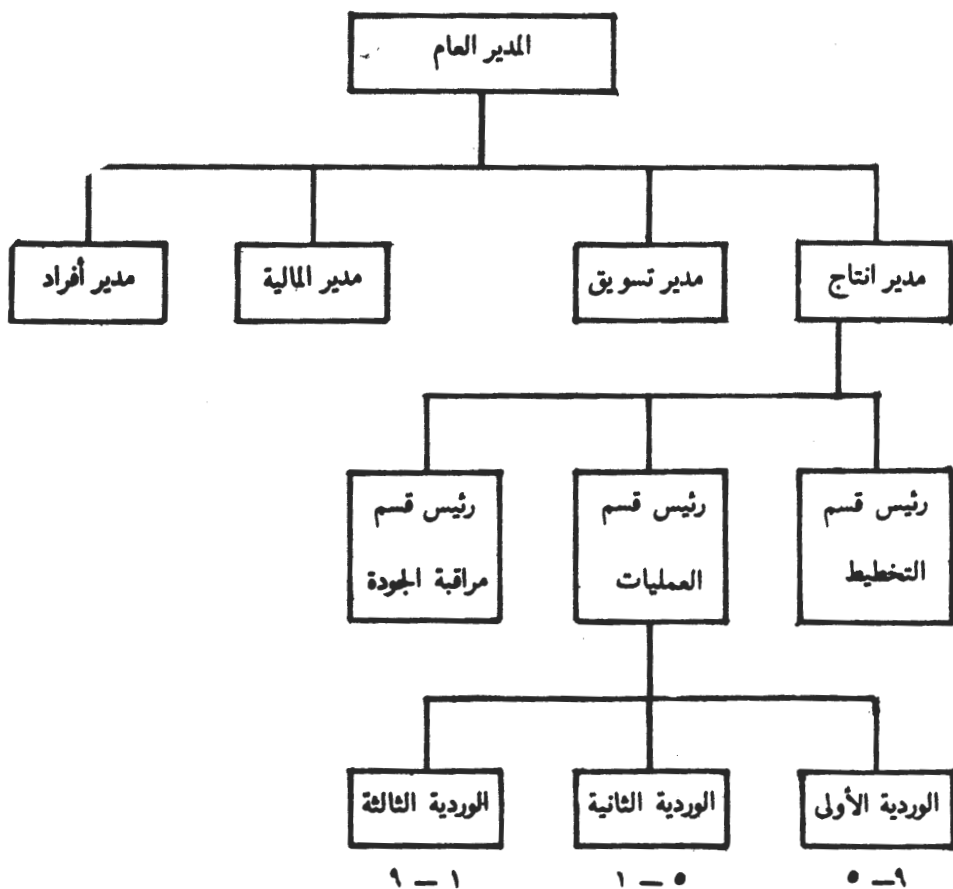 المدير العام
مدير انتاج
مدير تسويق
مدير المالية
مدير أفراد
رئيس قسم
التخطيط
رئيس قسم
العمليات
رئيس قسم
مراقبة الجودة
الوردية الأولى
الوردية الثانية
الوردية الثالثة
٩ — ٥
٥ — ١
١ — ٩